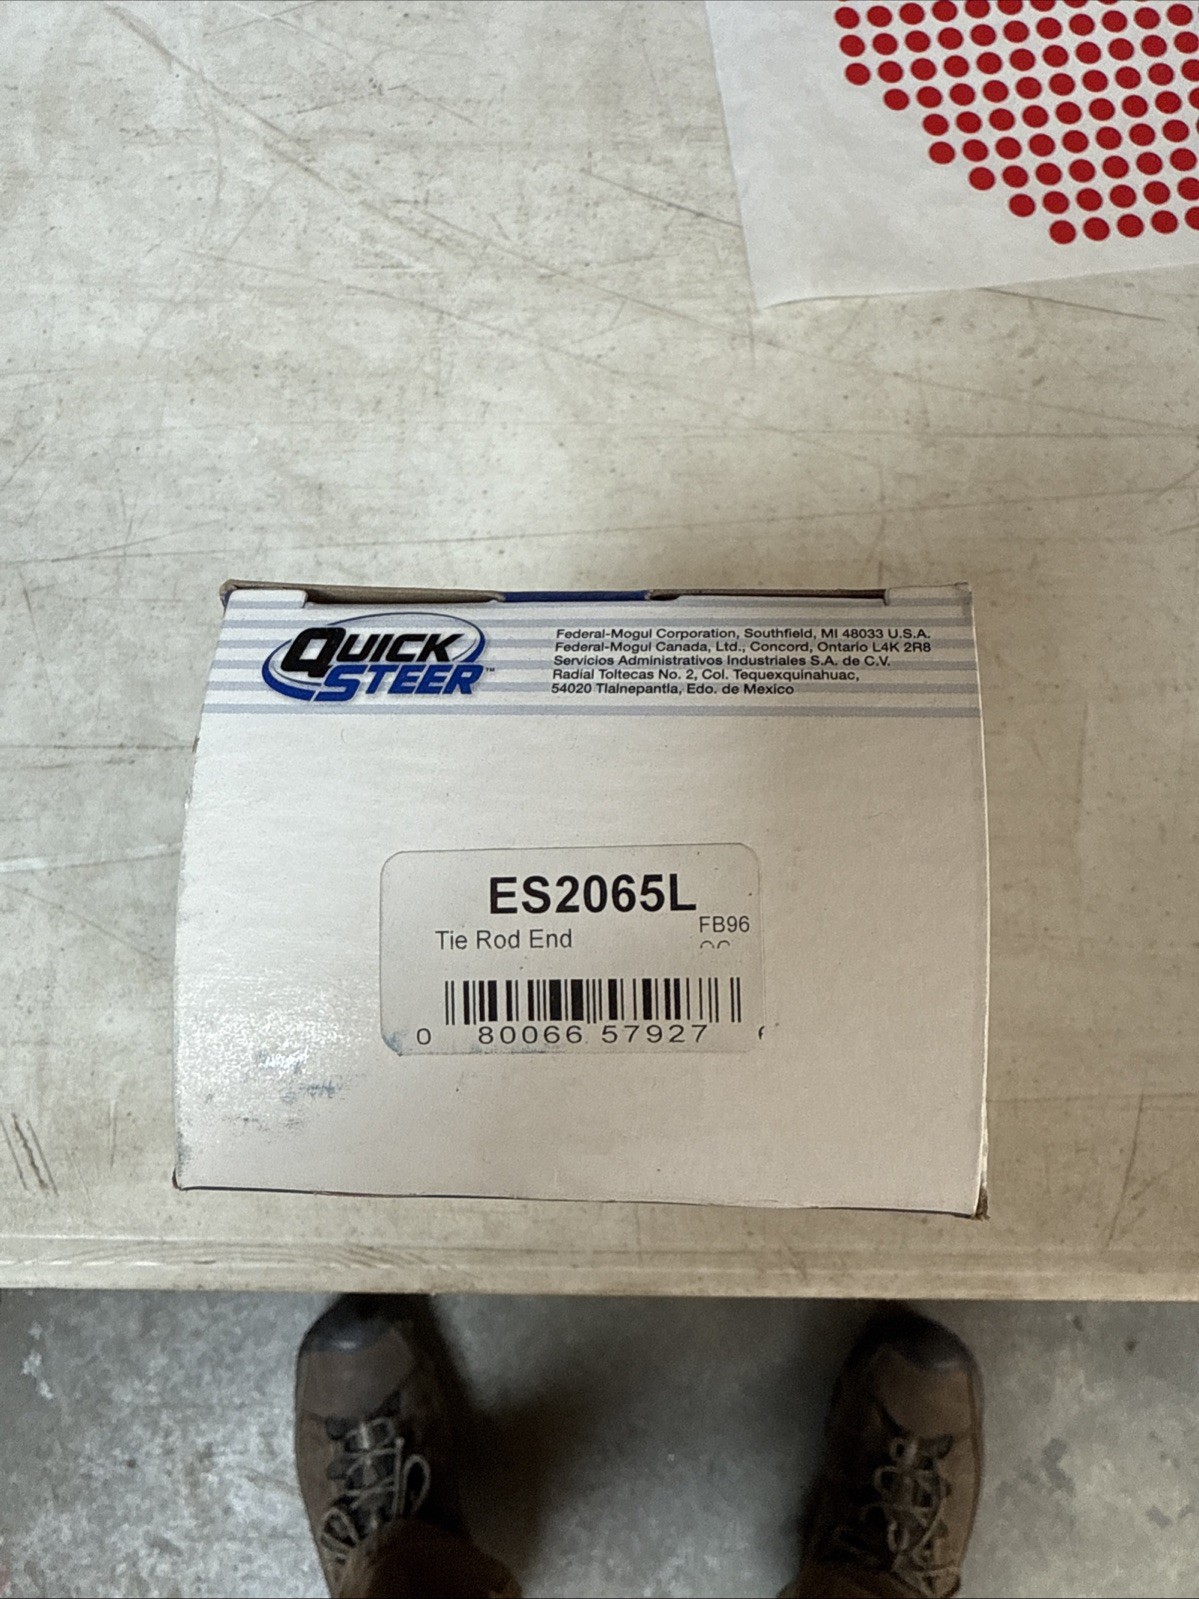 QUICK
STEER™
Federal-Mogul Corporation, Southfield, MI 48033 U.S.A.
Federal-Mogul Canada, Ltd., Concord, Ontario L4K 2R8
Servicios Administrativos Industriales S.A. de C.V.
Radial Toltecas No. 2, Col. Tequexquinahuac,
54020 Tlalnepantla, Edo. de Mexico
ES2065L
Tie Rod End
FB96
0 80066 57927